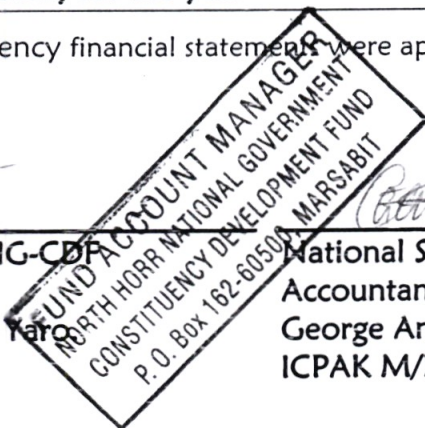 ency financial statements were ap
FUND ACCOUNT MANAGER
NORTH HORR NATIONAL GOVERNMENT
CONSTITUENCY DEVELOPMENT FUND
P. O. Box 162-60500, MARSABIT
NG-CDF
Yaro
National S
Accountan
George An
ICPAK M/